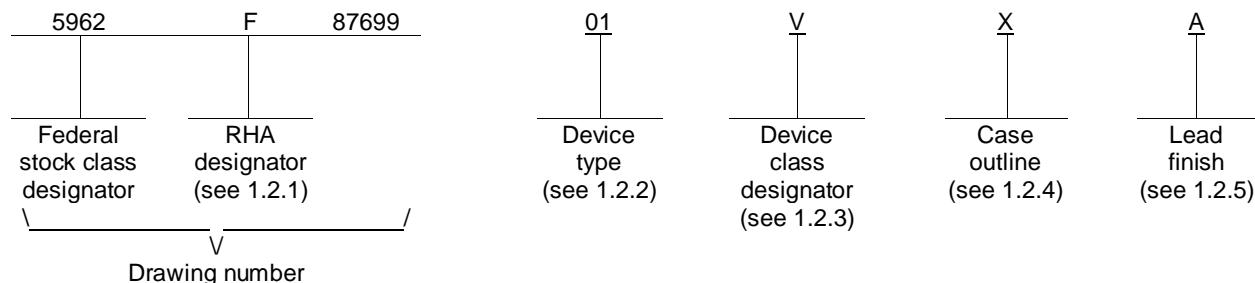 5962 F 87699 01 V X A
Federal stock class designator
RHA designator (see 1.2.1)
Device type (see 1.2.2)
Device class designator (see 1.2.3)
Case outline (see 1.2.4)
Lead finish (see 1.2.5)
\ /
\/
Drawing number